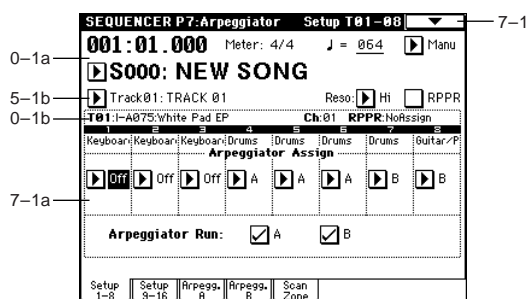 SEQUENCER P7:Arpeggiator Setup T01-08
7-1
001:01.000 Meter: 4/4 ♩ = 064 Manu
0-1a
S000: NEW SONG
5-1b
Track01: TRACK 01 Reso: Hi RPPR
0-1b
T01:I-A075:White Pad EP Ch:01 RPPR:NoAssign
1 2 3 4 5 6 7 8
Keyboar Keyboar Keyboar Drums Drums Drums Drums Guitar/P
Arpeggiator Assign
Off Off Off A A A B B
7-1a
Arpeggiator Run: A B
Setup 1-8 Setup 9-16 Arpegg. A Arpegg. B Scan Zone